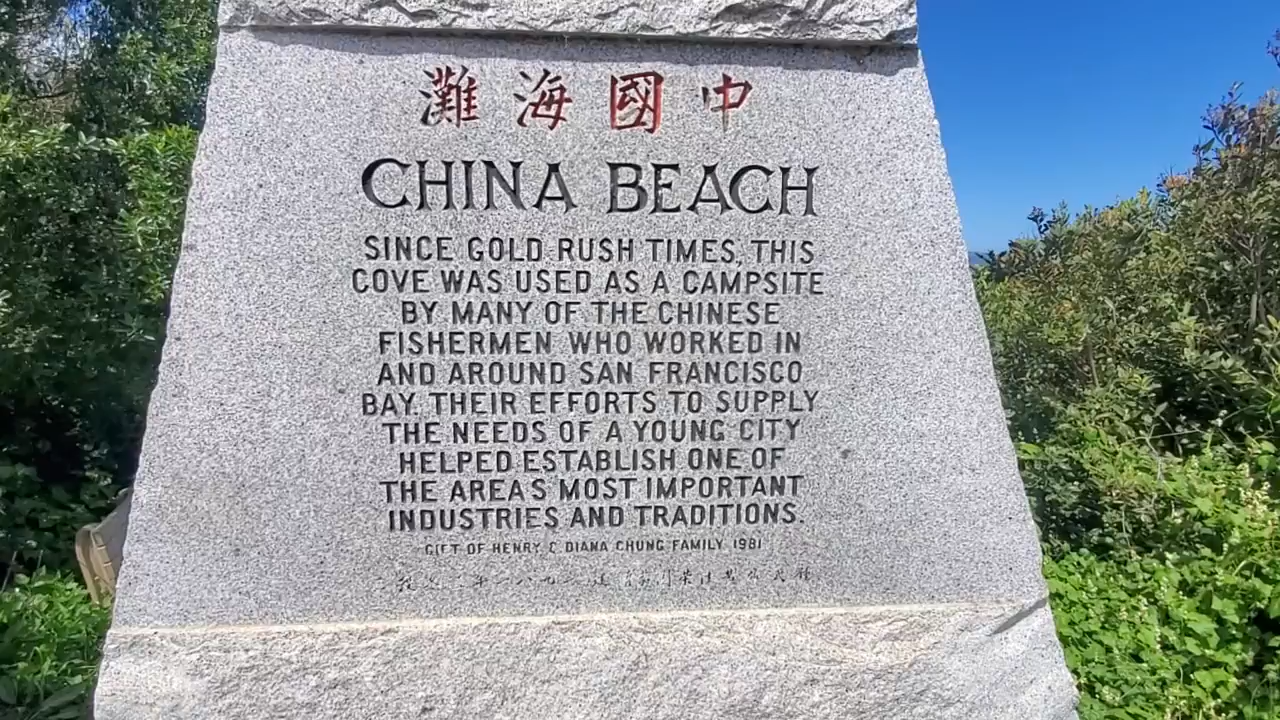 中國海灘
CHINA BEACH
SINCE GOLD RUSH TIMES, THIS
COVE WAS USED AS A CAMPSITE
BY MANY OF THE CHINESE
FISHERMEN WHO WORKED IN
AND AROUND SAN FRANCISCO
BAY. THEIR EFFORTS TO SUPPLY
THE NEEDS OF A YOUNG CITY
HELPED ESTABLISH ONE OF
THE AREAS MOST IMPORTANT
INDUSTRIES AND TRADITIONS.
GIFT OF HENRY & DIANA CHUNG FAMILY 1981